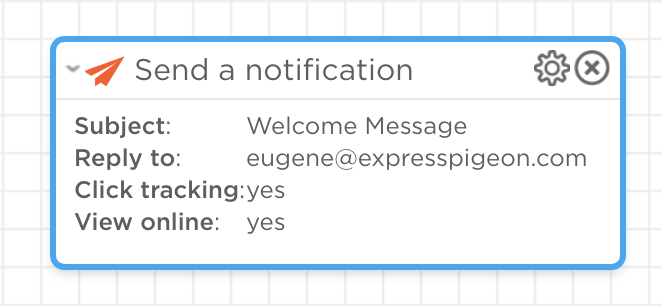 Send a notification
Subject: Welcome Message
Reply to: eugene@expresspigeon.com
Click tracking: yes
View online: yes